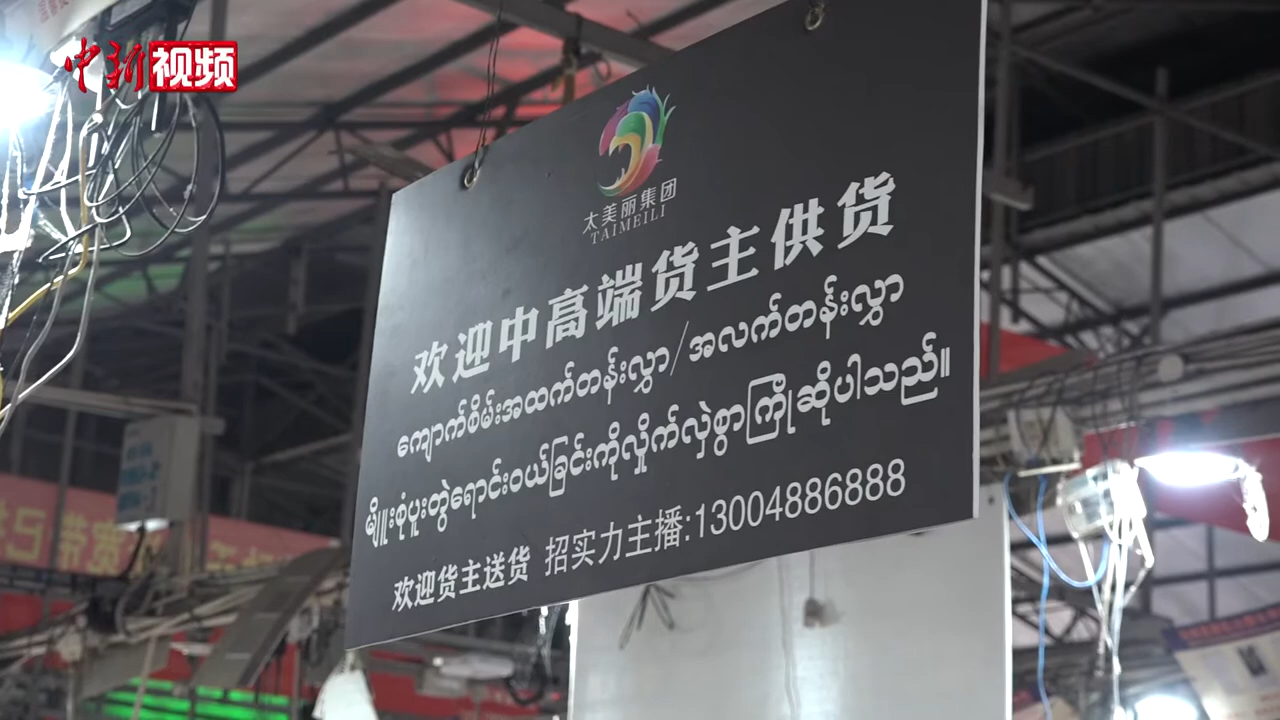 中新视频
太美丽集团
TAIMEILI
欢迎中高端货主供货
ကျောက်စိမ်းအထက်တန်းလွှာ/အလက်တန်းလွှာ
မျိုးစုံပူးတွဲရောင်းဝယ်ခြင်းကိုလှိုက်လှဲစွာကြိုဆိုပါသည်။
欢迎货主送货 招实力主播:13004886888